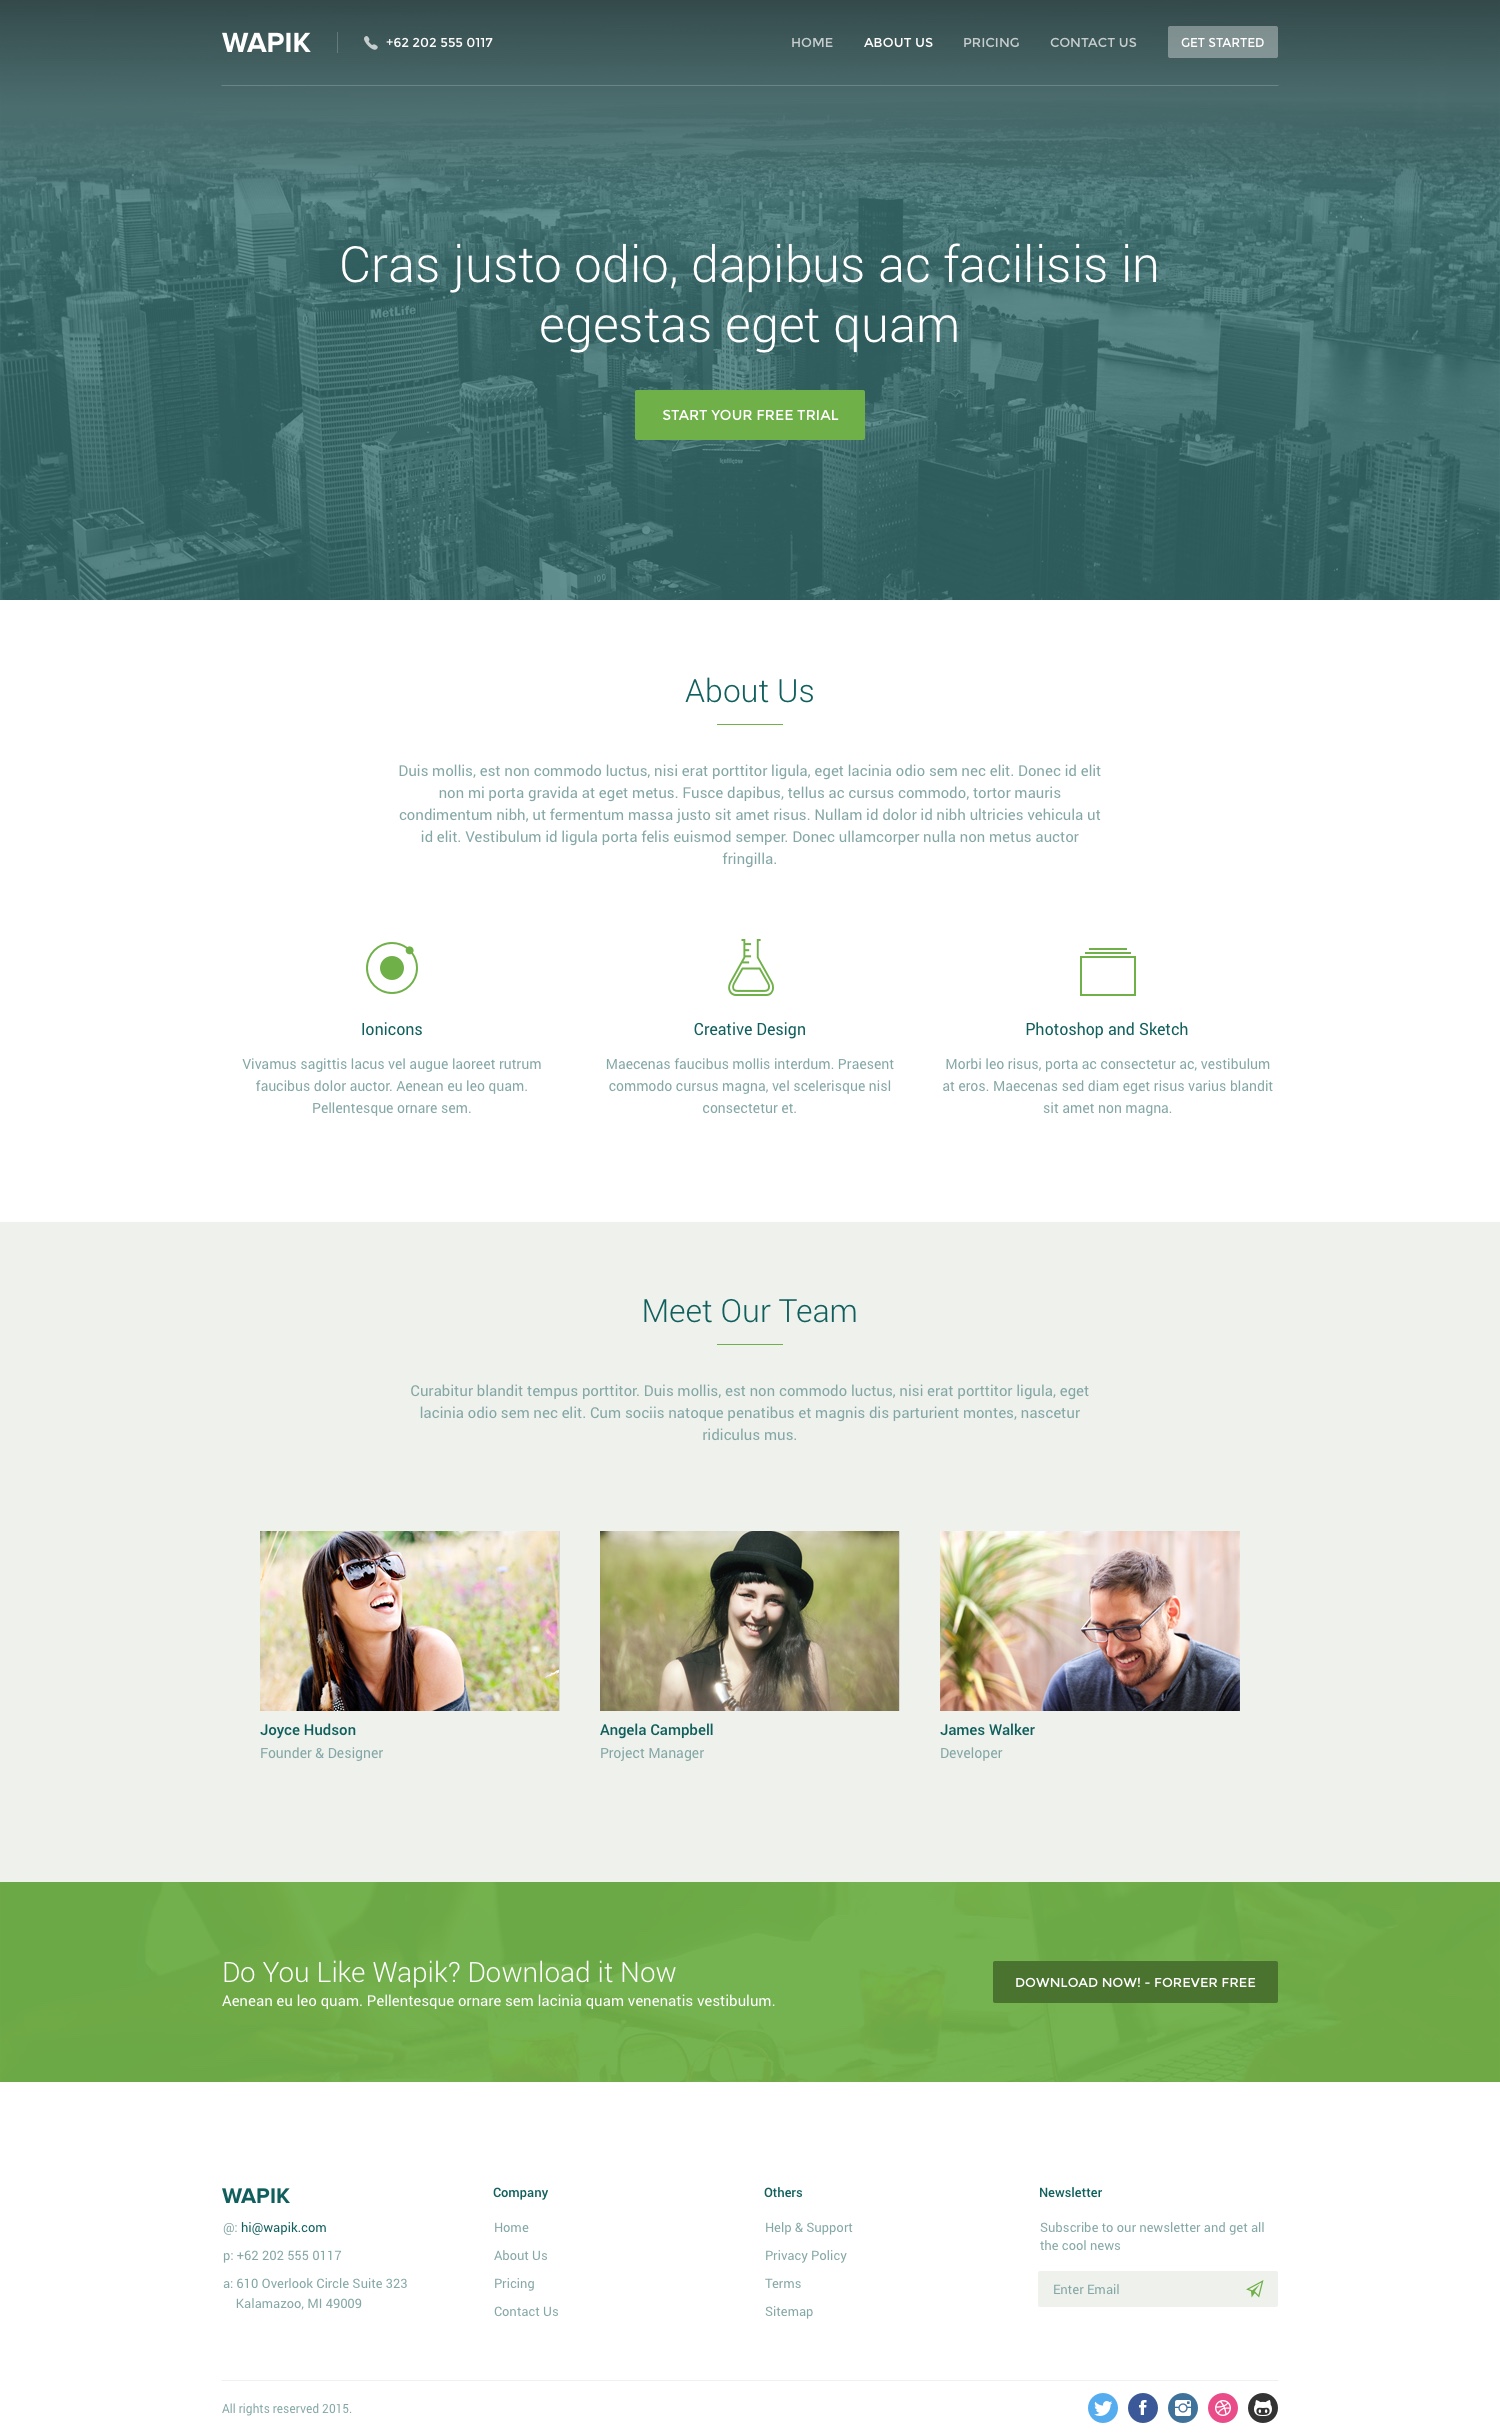 WAPIK
+62 202 555 0117
HOME ABOUT US PRICING CONTACT US GET STARTED
Cras justo odio, dapibus ac facilisis in
egestas eget quam
MetLife
START YOUR FREE TRIAL
100
About Us
Duis mollis, est non commodo luctus, nisi erat porttitor ligula, eget lacinia odio sem nec elit. Donec id elit
non mi porta gravida at eget metus. Fusce dapibus, tellus ac cursus commodo, tortor mauris
condimentum nibh, ut fermentum massa justo sit amet risus. Nullam id dolor id nibh ultricies vehicula ut
id elit. Vestibulum id ligula porta felis euismod semper. Donec ullamcorper nulla non metus auctor
fringilla.
Ionicons
Vivamus sagittis lacus vel augue laoreet rutrum
faucibus dolor auctor. Aenean eu leo quam.
Pellentesque ornare sem.
Creative Design
Maecenas faucibus mollis interdum. Praesent
commodo cursus magna, vel scelerisque nisl
consectetur et.
Photoshop and Sketch
Morbi leo risus, porta ac consectetur ac, vestibulum
at eros. Maecenas sed diam eget risus varius blandit
sit amet non magna.
Meet Our Team
Curabitur blandit tempus porttitor. Duis mollis, est non commodo luctus, nisi erat porttitor ligula, eget
lacinia odio sem nec elit. Cum sociis natoque penatibus et magnis dis parturient montes, nascetur
ridiculus mus.
Joyce Hudson
Founder & Designer
Angela Campbell
Project Manager
James Walker
Developer
Do You Like Wapik? Download it Now
Aenean eu leo quam. Pellentesque ornare sem lacinia quam venenatis vestibulum.
DOWNLOAD NOW! - FOREVER FREE
WAPIK
@: hi@wapik.com
p: +62 202 555 0117
a: 610 Overlook Circle Suite 323
Kalamazoo, MI 49009
Company
Home
About Us
Pricing
Contact Us
Others
Help & Support
Privacy Policy
Terms
Sitemap
Newsletter
Subscribe to our newsletter and get all
the cool news
Enter Email
All rights reserved 2015.